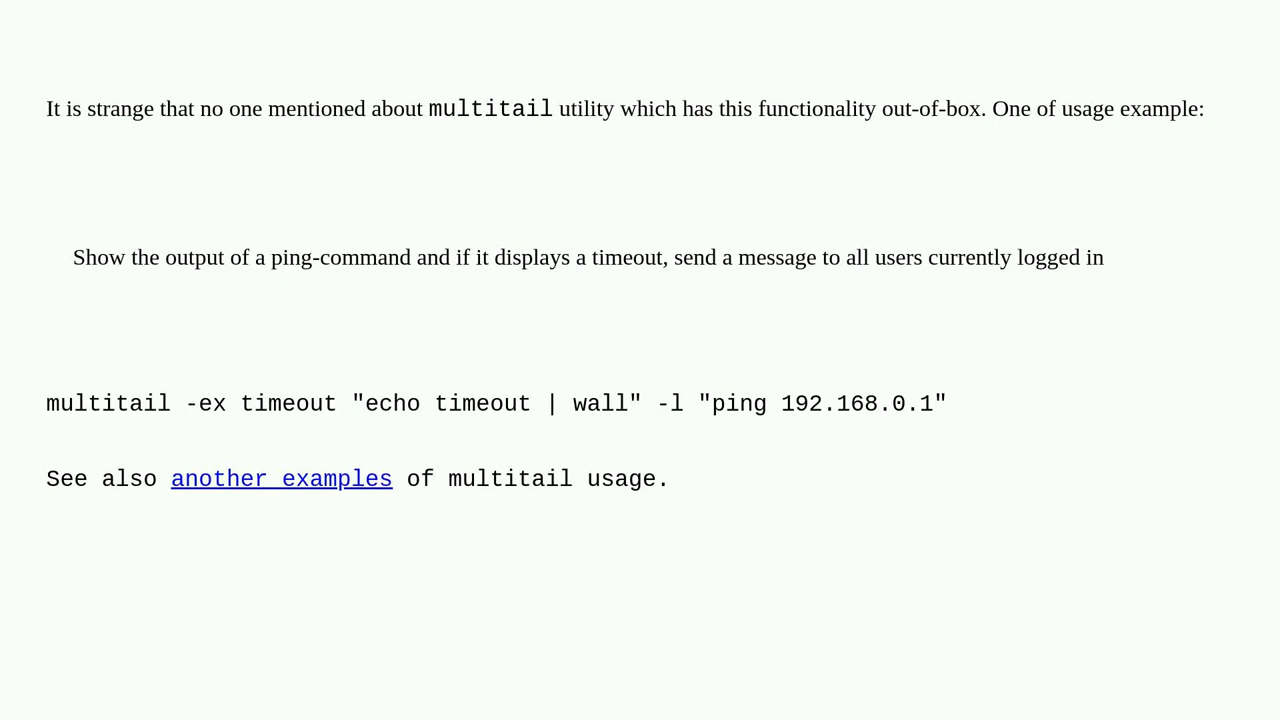 It is strange that no one mentioned about multitail utility which has this functionality out-of-box. One of usage example:
Show the output of a ping-command and if it displays a timeout, send a message to all users currently logged in
multitail -ex timeout "echo timeout | wall" -l "ping 192.168.0.1"
See also another examples of multitail usage.